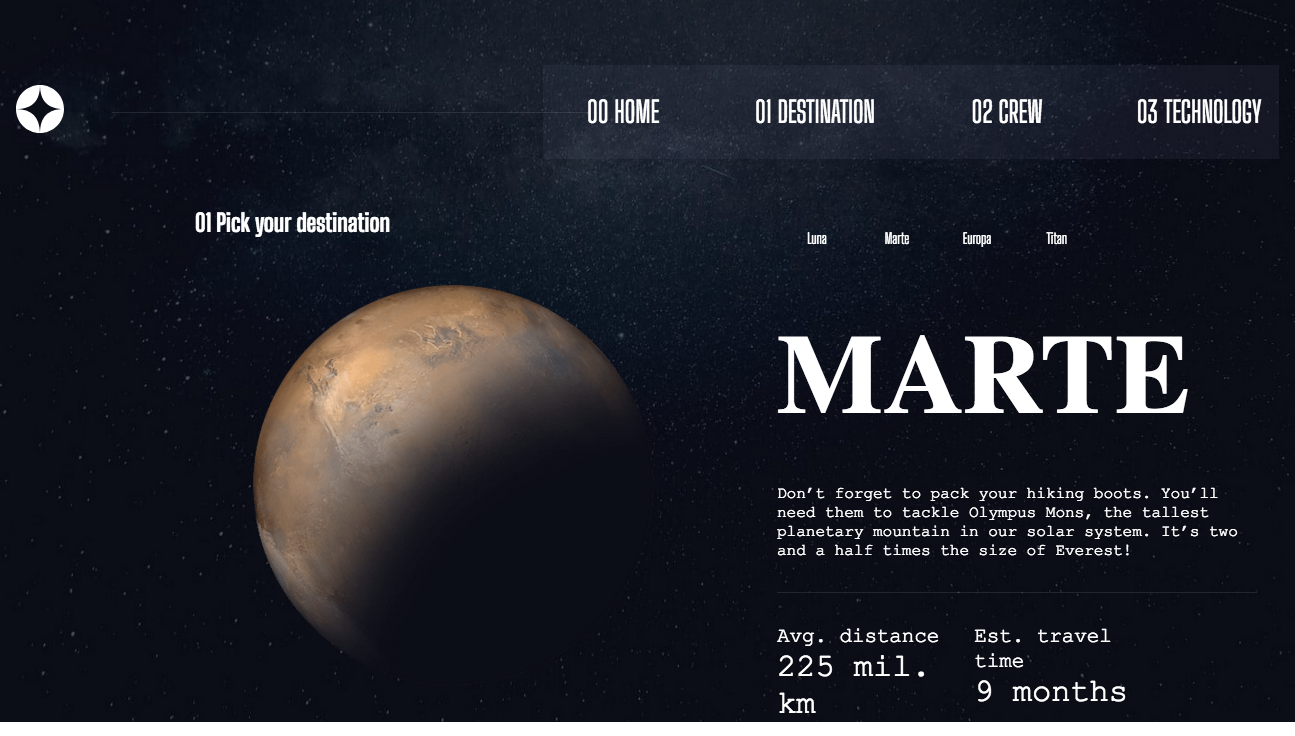 00 HOME
01 DESTINATION
02 CREW
03 TECHNOLOGY
01 Pick your destination
Luna
Marte
Europa
Titan
MARTE
Don’t forget to pack your hiking boots. You’ll
need them to tackle Olympus Mons, the tallest
planetary mountain in our solar system. It’s two
and a half times the size of Everest!
Avg. distance
225 mil.
km
Est. travel
time
9 months